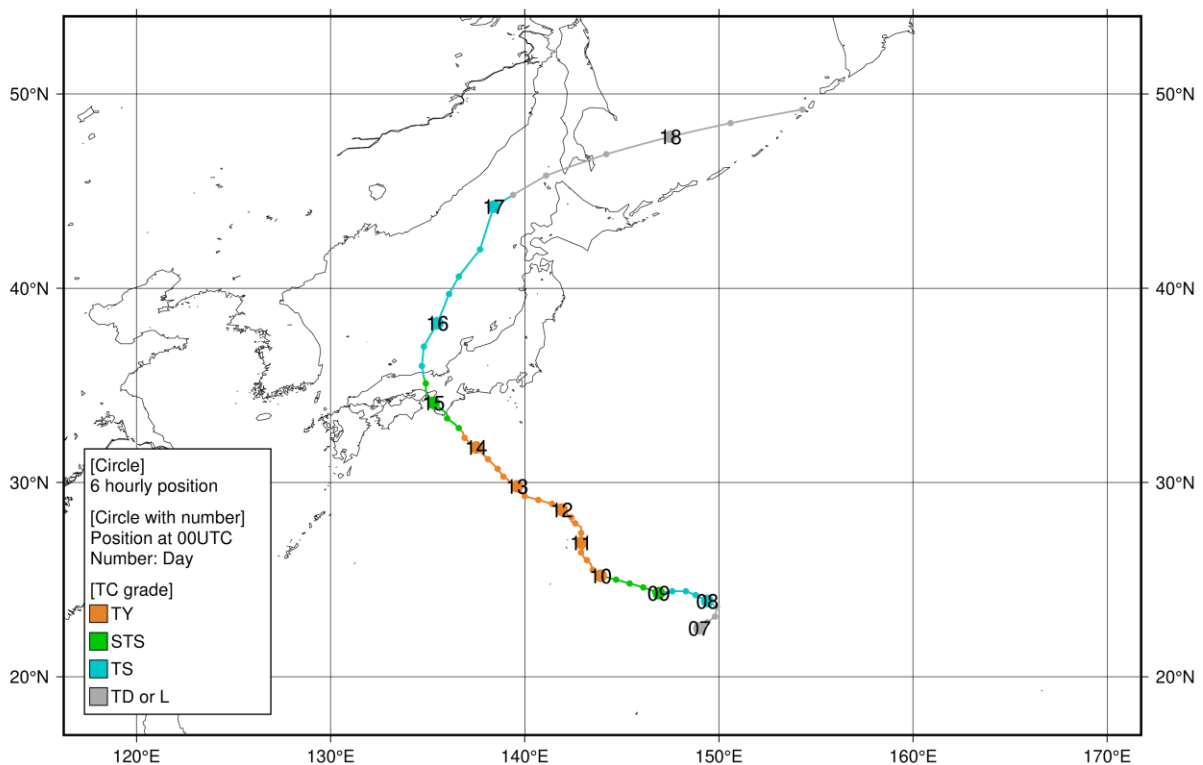 50°N
50°N
40°N
40°N
30°N
30°N
20°N
20°N
18
17
16
15
14
13
12
11
10
09
08
07
[Circle]
6 hourly position
[Circle with number]
Position at 00UTC
Number: Day
[TC grade]
TY
STS
TS
TD or L
120°E
130°E
140°E
150°E
160°E
170°E